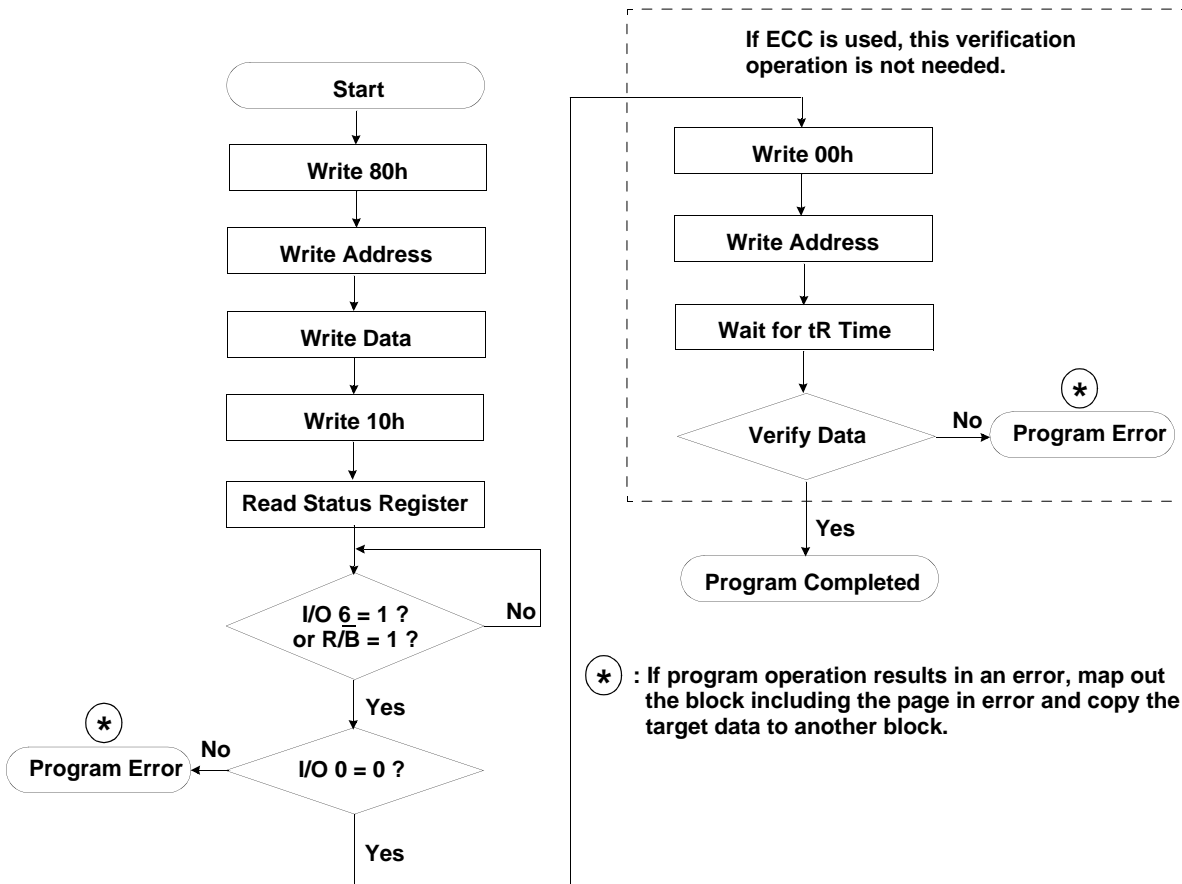 Start
Write 80h
Write Address
Write Data
Write 10h
Read Status Register
I/O 6 = 1 ?
or R/B̅ = 1 ?
No
Yes
*
No
Program Error
I/O 0 = 0 ?
Yes
If ECC is used, this verification
operation is not needed.
Write 00h
Write Address
Wait for tR Time
Verify Data
No
*
Program Error
Yes
Program Completed
* : If program operation results in an error, map out
the block including the page in error and copy the
target data to another block.